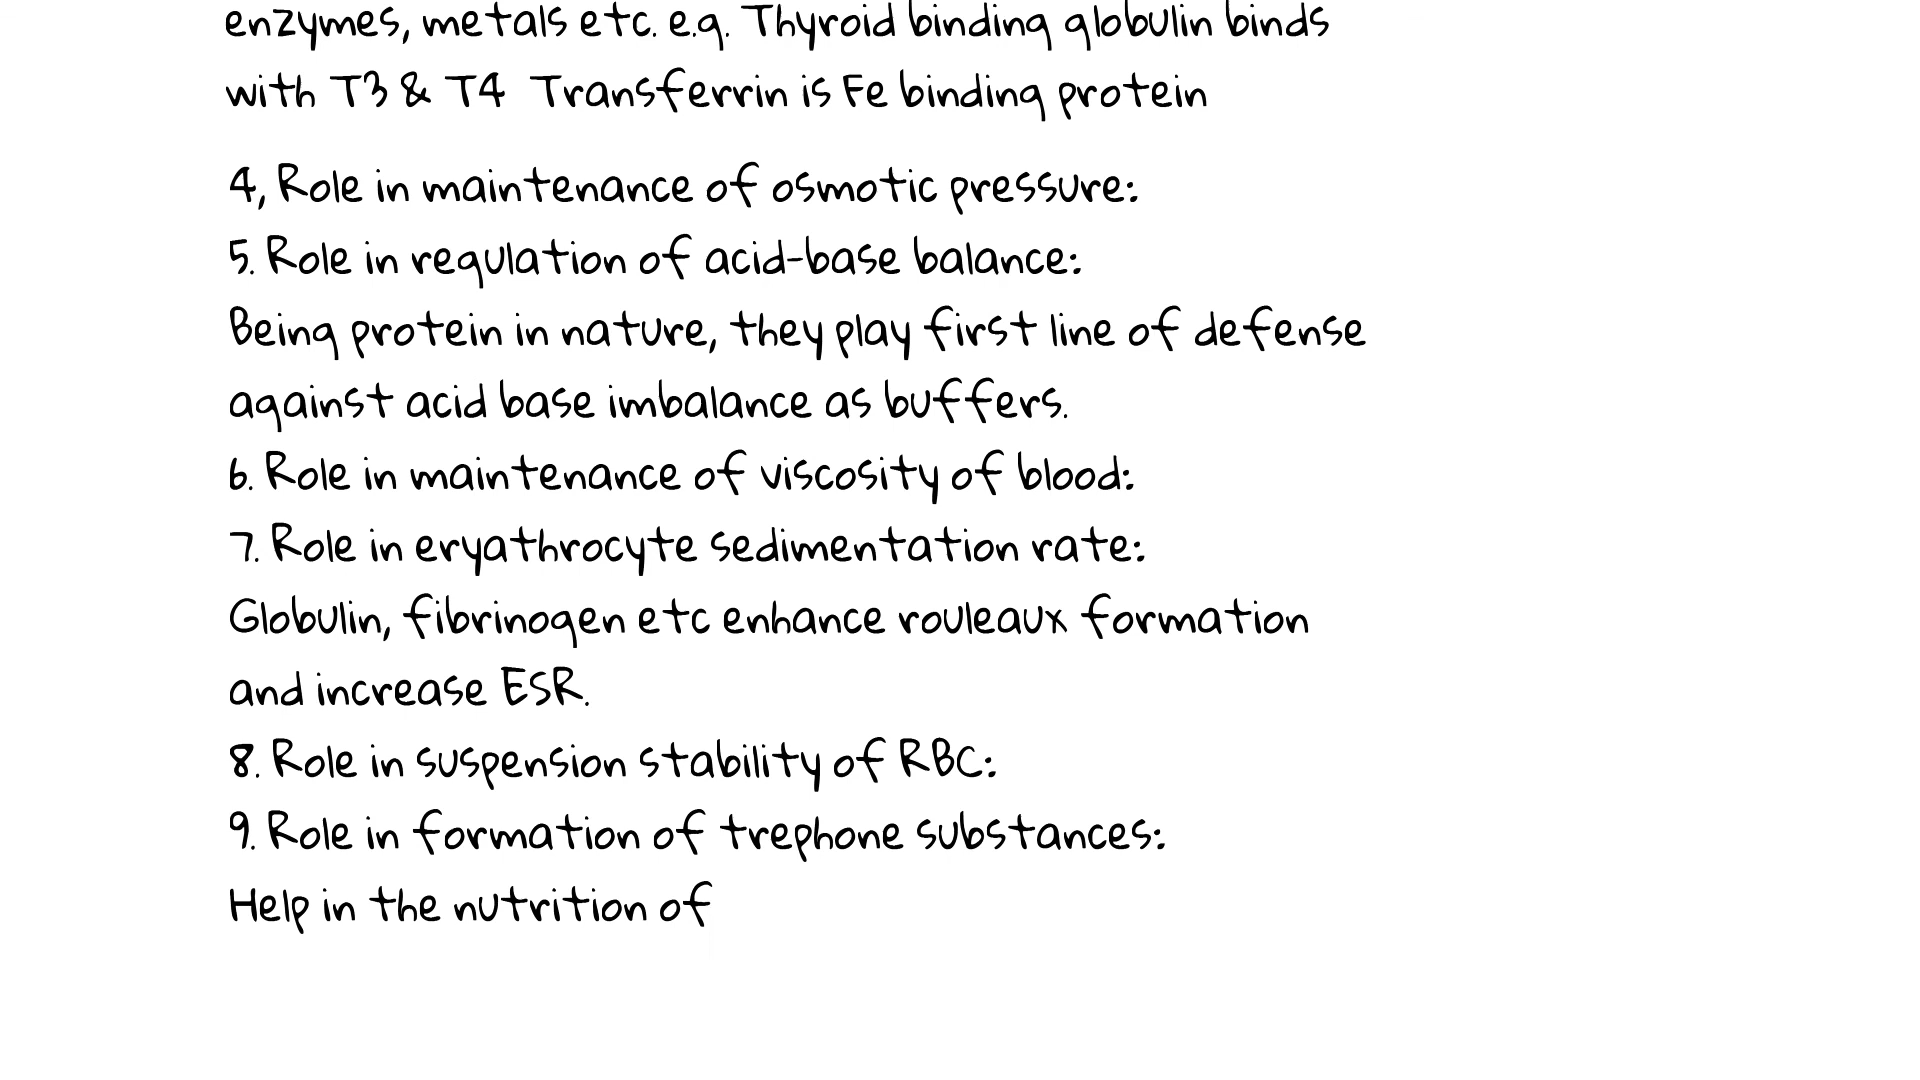 enzymes, metals etc. e.g. Thyroid binding globulin binds
with T3 & T4 Transferrin is Fe binding protein
4, Role in maintenance of osmotic pressure:
5. Role in regulation of acid-base balance:
Being protein in nature, they play first line of defense
against acid base imbalance as buffers.
6. Role in maintenance of viscosity of blood:
7. Role in eryathrocyte sedimentation rate:
Globulin, fibrinogen etc enhance rouleaux formation
and increase ESR.
8. Role in suspension stability of RBC:
9. Role in formation of trephone substances:
Help in the nutrition of